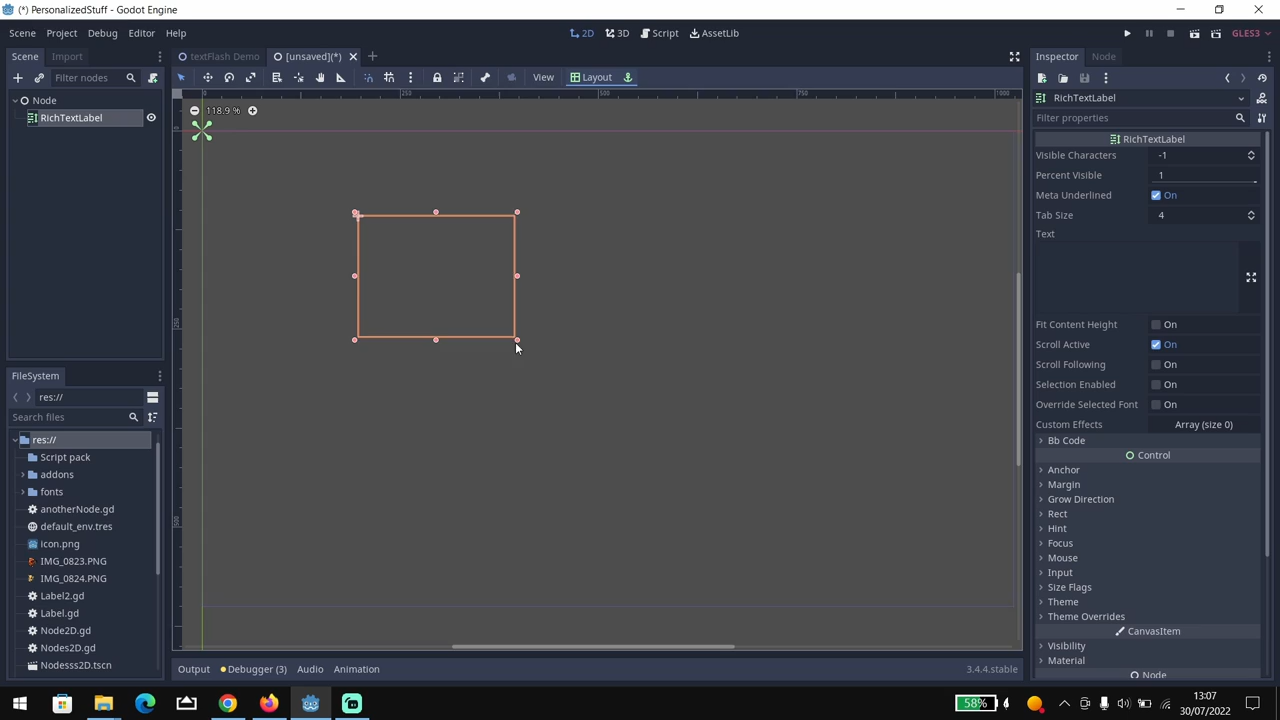 (*) PersonalizedStuff - Godot Engine
Scene Project Debug Editor Help
2D 3D Script AssetLib
GLES3
Scene Import
textFlash Demo [unsaved](*)
Inspector Node
Filter nodes
View Layout
Node
RichTextLabel
0 250 500 750 1000
118.9 %
0
250
500
RichTextLabel
Filter properties
RichTextLabel
Visible Characters -1
Percent Visible 1
Meta Underlined On
Tab Size 4
Text
Fit Content Height On
Scroll Active On
Scroll Following On
Selection Enabled On
Override Selected Font On
Custom Effects Array (size 0)
Bb Code
Control
Anchor
Margin
Grow Direction
Rect
Hint
Focus
Mouse
Input
Size Flags
Theme
Theme Overrides
CanvasItem
Visibility
Material
Node
FileSystem
res://
Search files
res://
Script pack
addons
fonts
anotherNode.gd
default_env.tres
icon.png
IMG_0823.PNG
IMG_0824.PNG
Label2.gd
Label.gd
Node2D.gd
Nodes2D.gd
Nodesss2D.tscn
Output Debugger (3) Audio Animation
3.4.4.stable
58%
13:07
30/07/2022